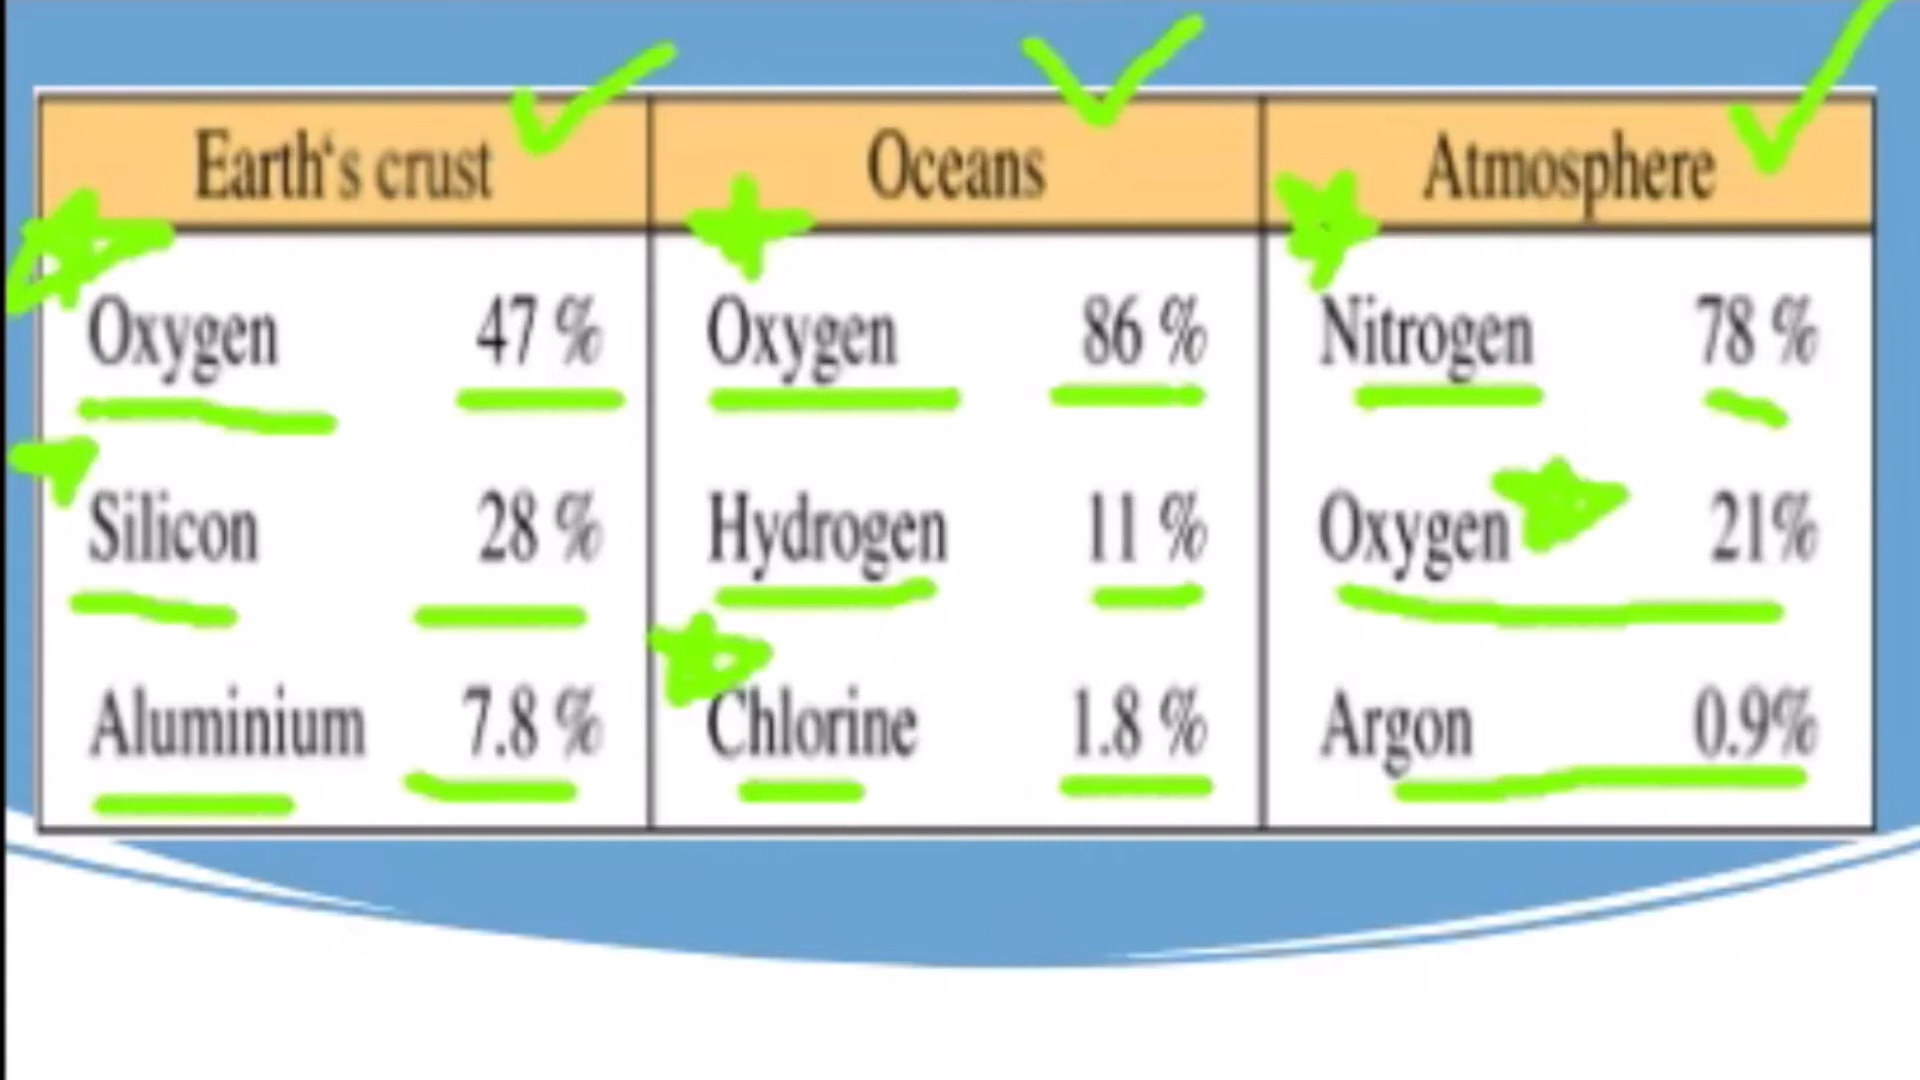 Earth's crust Oceans Atmosphere
Oxygen 47 % Oxygen 86 % Nitrogen 78 %
Silicon 28 % Hydrogen 11 % Oxygen 21%
Aluminium 7.8 % Chlorine 1.8 % Argon 0.9%